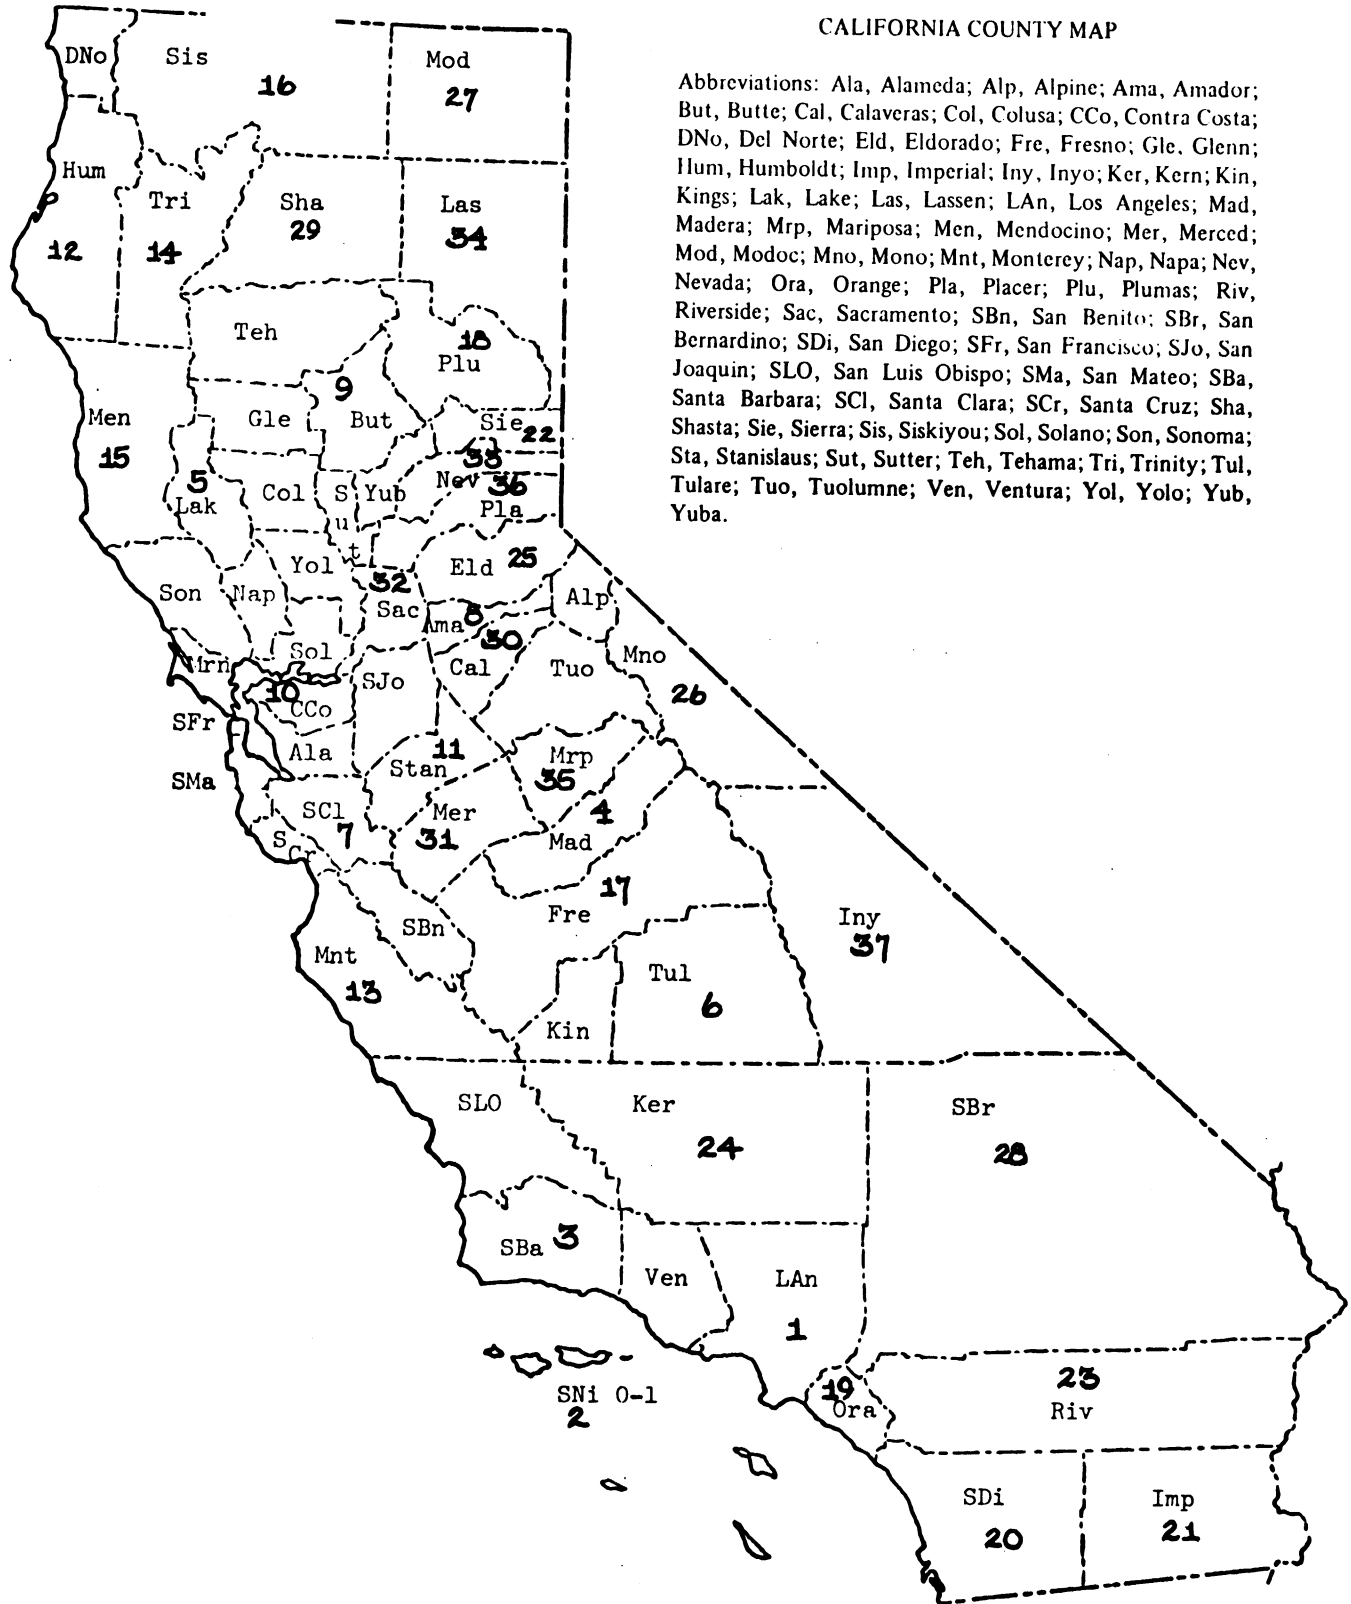 CALIFORNIA COUNTY MAP
Abbreviations: Ala, Alameda; Alp, Alpine; Ama, Amador;
But, Butte; Cal, Calaveras; Col, Colusa; CCo, Contra Costa;
DNo, Del Norte; Eld, Eldorado; Fre, Fresno; Gle, Glenn;
Hum, Humboldt; Imp, Imperial; Iny, Inyo; Ker, Kern; Kin,
Kings; Lak, Lake; Las, Lassen; LAn, Los Angeles; Mad,
Madera; Mrp, Mariposa; Men, Mendocino; Mer, Merced;
Mod, Modoc; Mno, Mono; Mnt, Monterey; Nap, Napa; Nev,
Nevada; Ora, Orange; Pla, Placer; Plu, Plumas; Riv,
Riverside; Sac, Sacramento; SBn, San Benito; SBr, San
Bernardino; SDi, San Diego; SFr, San Francisco; SJo, San
Joaquin; SLO, San Luis Obispo; SMa, San Mateo; SBa,
Santa Barbara; SCl, Santa Clara; SCr, Santa Cruz; Sha,
Shasta; Sie, Sierra; Sis, Siskiyou; Sol, Solano; Son, Sonoma;
Sta, Stanislaus; Sut, Sutter; Teh, Tehama; Tri, Trinity; Tul,
Tulare; Tuo, Tuolumne; Ven, Ventura; Yol, Yolo; Yub,
Yuba.
DNo
Sis
16
Mod
27
Hum
12
Tri
14
Sha
29
Las
34
Teh
18
Plu
Men
15
Gle
9
But
Sie 22
33
5
Lak
Col
S
u
t
Yub
Nev 36
Pla
Son
Nap
Yol
32
Sac
Eld 25
Alp
Ama 8
30
Mrn
Sol
SJo
Cal
Tuo
Mno
26
10
CCo
SFr
Ala
SMa
11
Stan
Mrp
35
SCl
7
S
Cr
Mer
31
4
Mad
17
Fre
SBn
Mnt
13
Iny
37
Tul
6
Kin
SLO
Ker
24
SBr
28
SBa 3
Ven
LAn
1
SNi 0-1
2
19
Ora
23
Riv
SDi
20
Imp
21